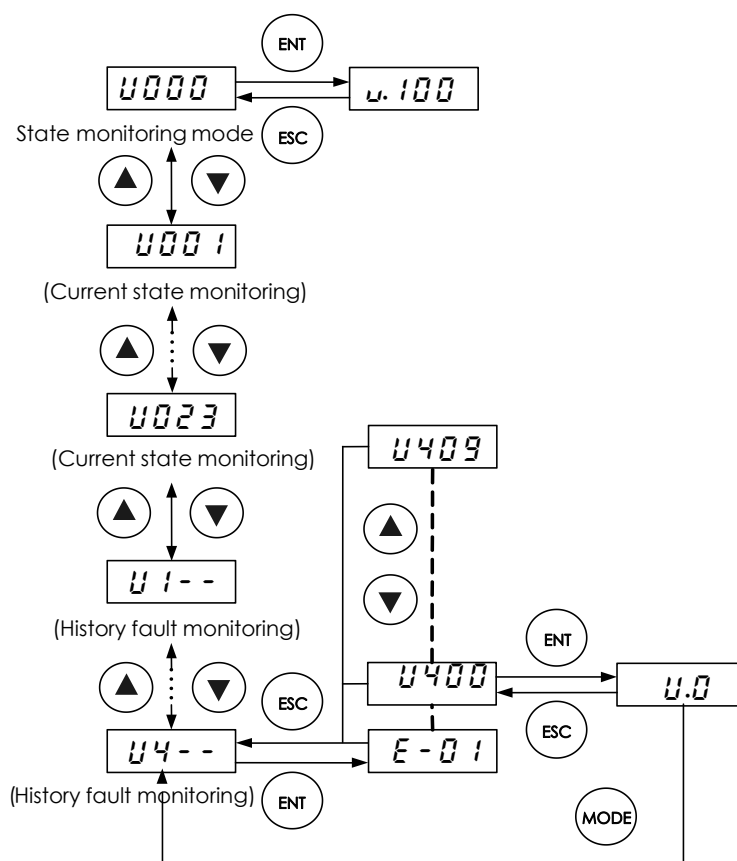 ENT
U000
u.100
State monitoring mode
ESC
U001
(Current state monitoring)
U023
(Current state monitoring)
U409
U1--
(History fault monitoring)
ENT
U400
U.0
ESC
ESC
U4--
E-01
(History fault monitoring)
ENT
MODE